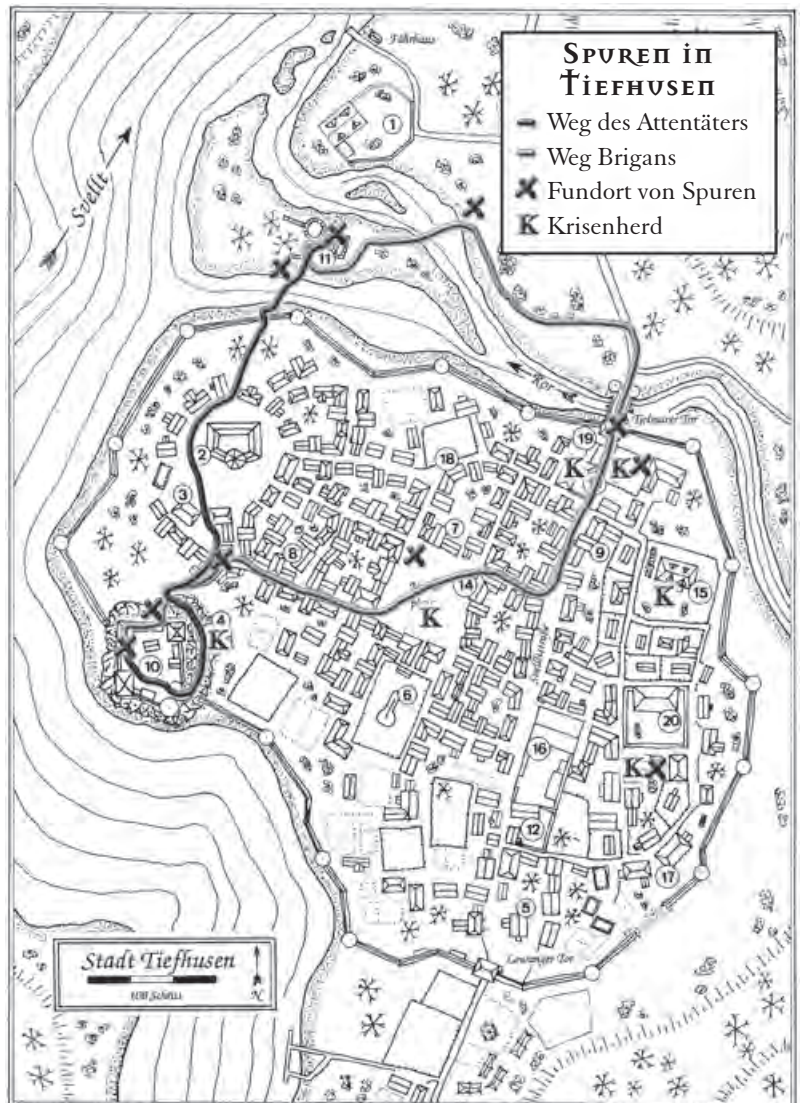 Fährhaus
SPUREN IN
TIEFHUSEN
Weg des Attentäters
Weg Brigans
Fundort von Spuren
K Krisenherd
1
Svellt
11
Kor
Tjolmarer Tor
19
K K
2
18
3
7
8
9
14
15
K
K
4
K
10
6
20
16
K
12
17
5
Stadt Tiefhusen
100 Schritt
N
Tor